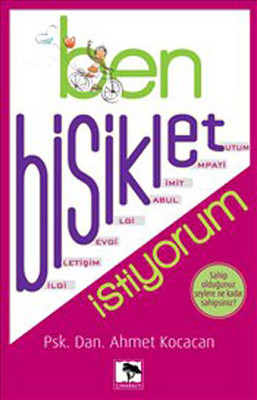 ben
bisiklet
UTUM
MPATİ
İMİT
ABUL
LGİ
EVGİ
LETİŞİM
İLGİ
istiyorum
Sahip
olduğunuz
şeylere ne kadar
sahipsiniz?
Psk. Dan. Ahmet Kocacan